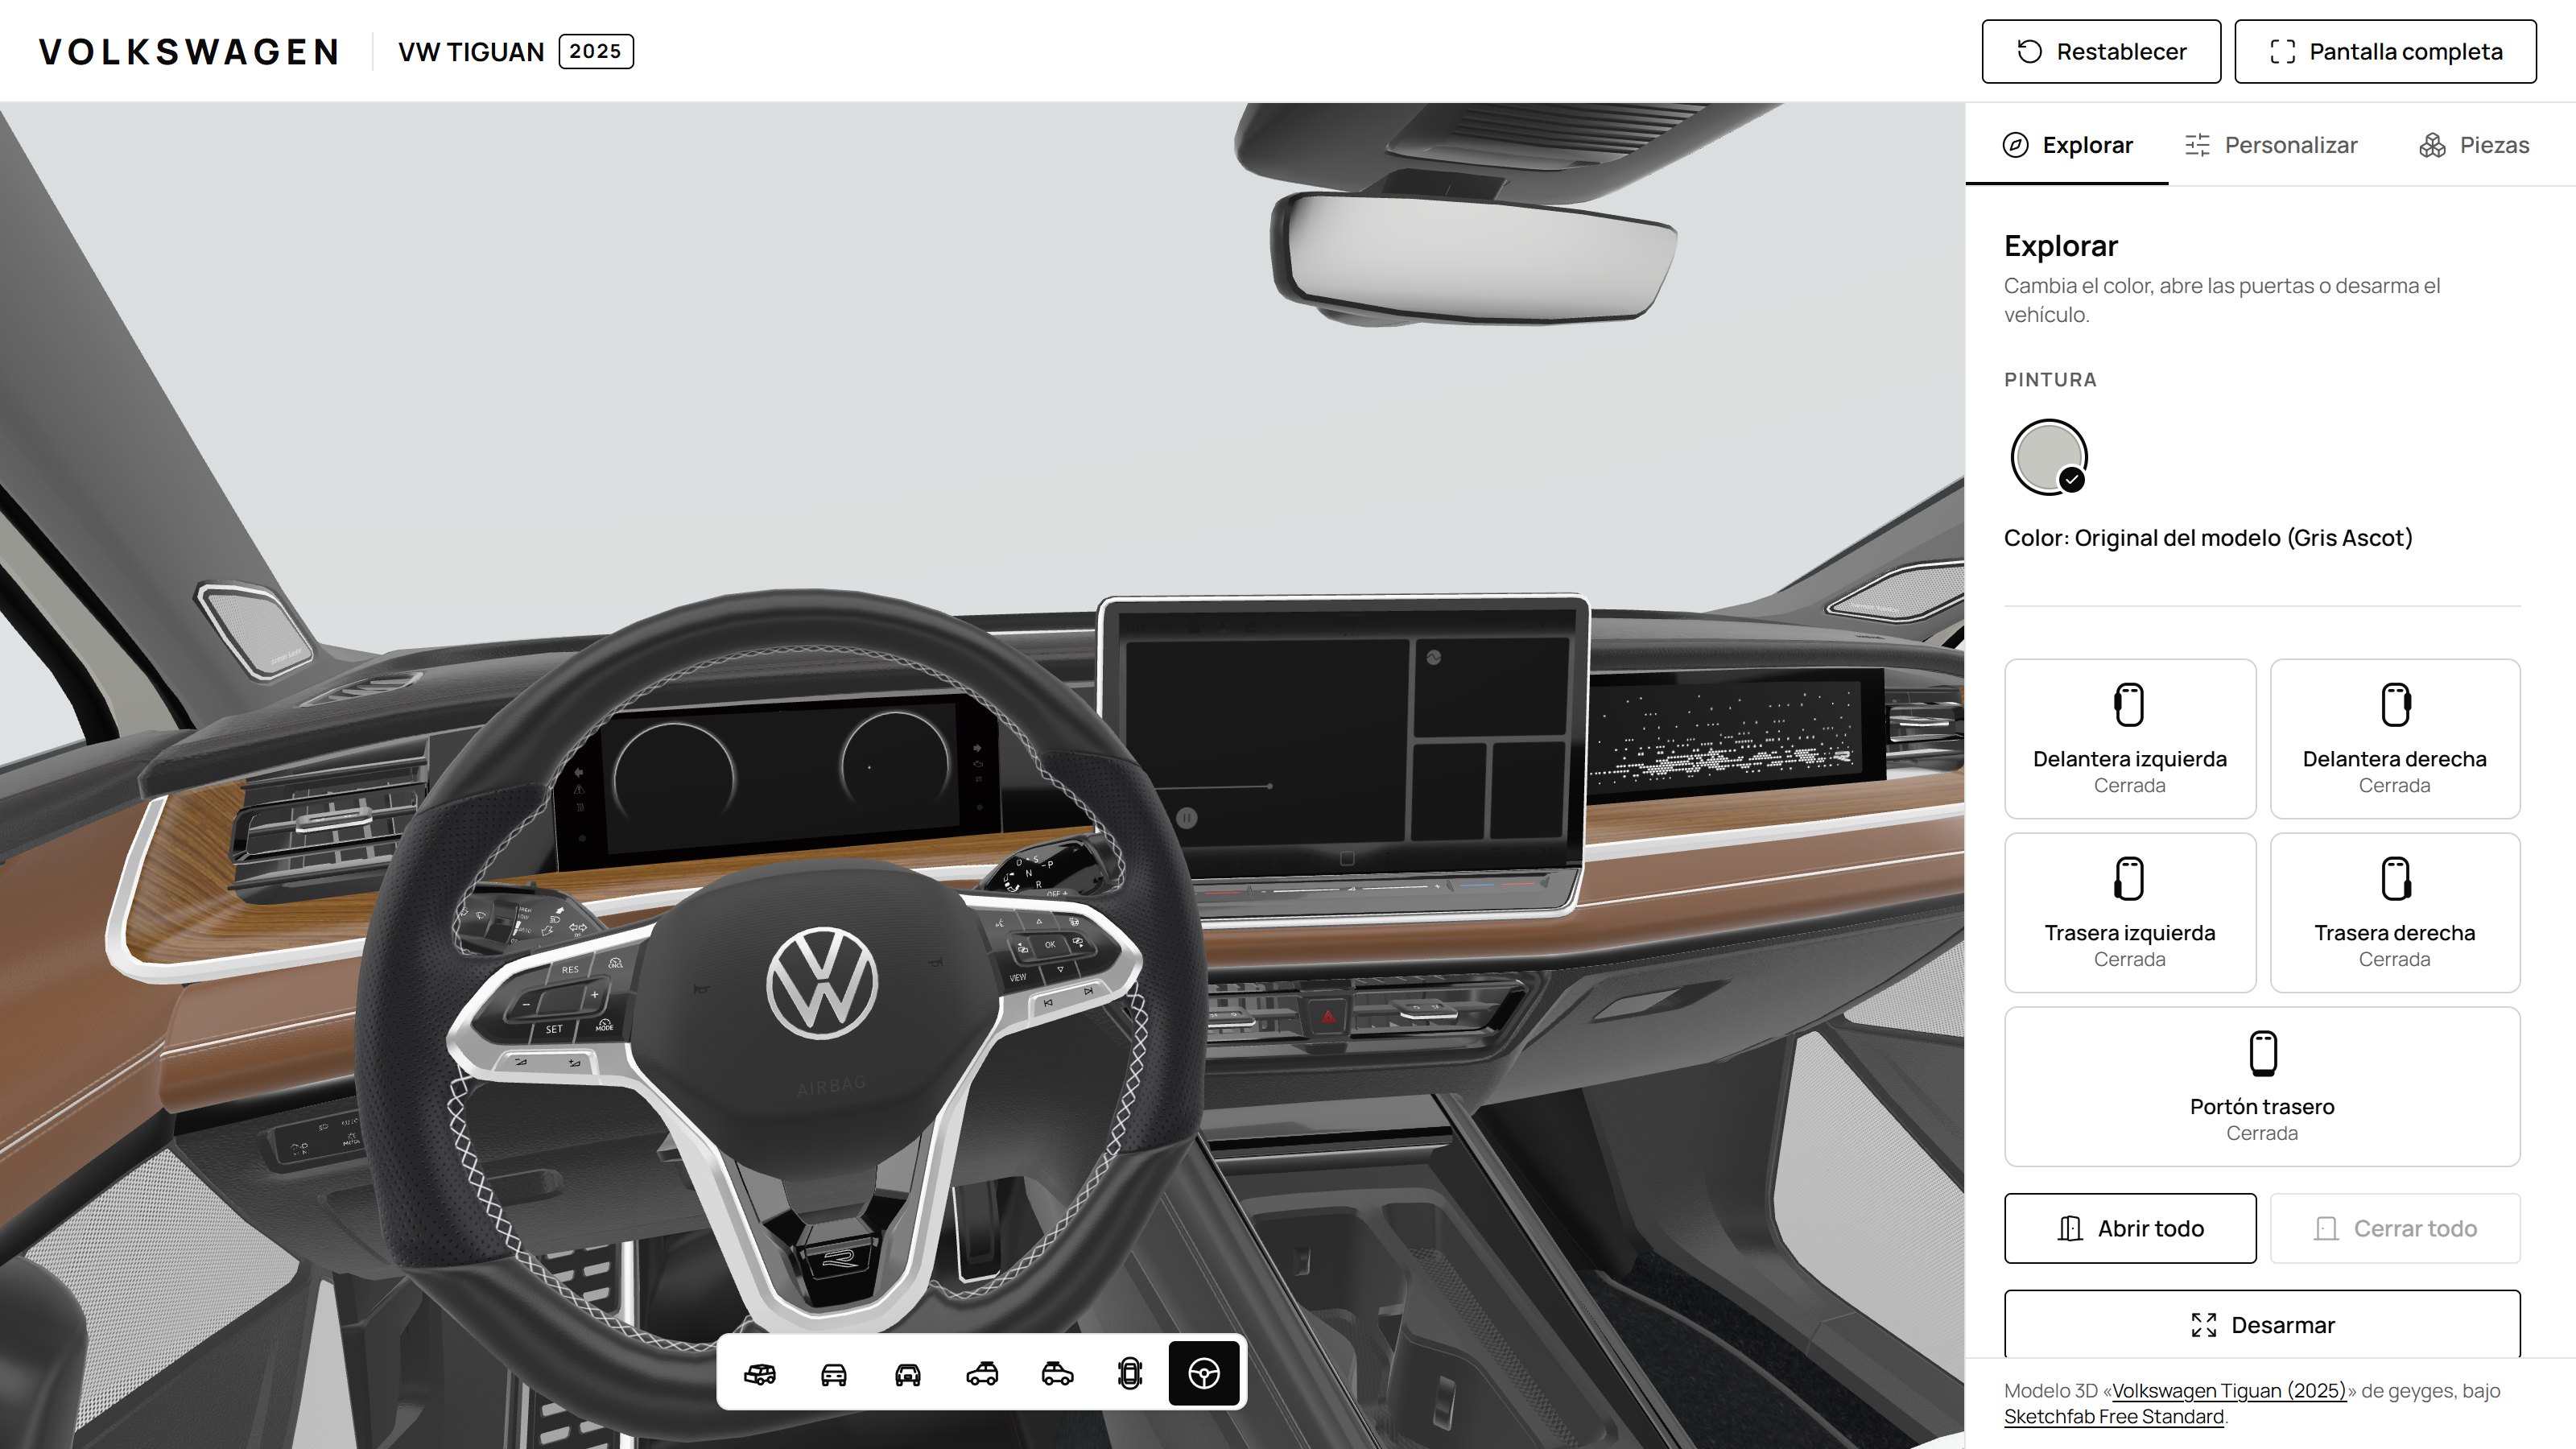 VOLKSWAGEN
VW TIGUAN 2025
Restablecer
Pantalla completa
Explorar
Personalizar
Piezas
Explorar
Cambia el color, abre las puertas o desarma el
vehículo.
PINTURA
Color: Original del modelo (Gris Ascot)
Delantera izquierda
Cerrada
Delantera derecha
Cerrada
Trasera izquierda
Cerrada
Trasera derecha
Cerrada
Portón trasero
Cerrada
Abrir todo
Cerrar todo
Desarmar
Modelo 3D «Volkswagen Tiguan (2025)» de geyges, bajo
Sketchfab Free Standard.
D S P
N
R
OFF
RES
CNCL
SET
MODE
OK
VIEW
AIRBAG
R